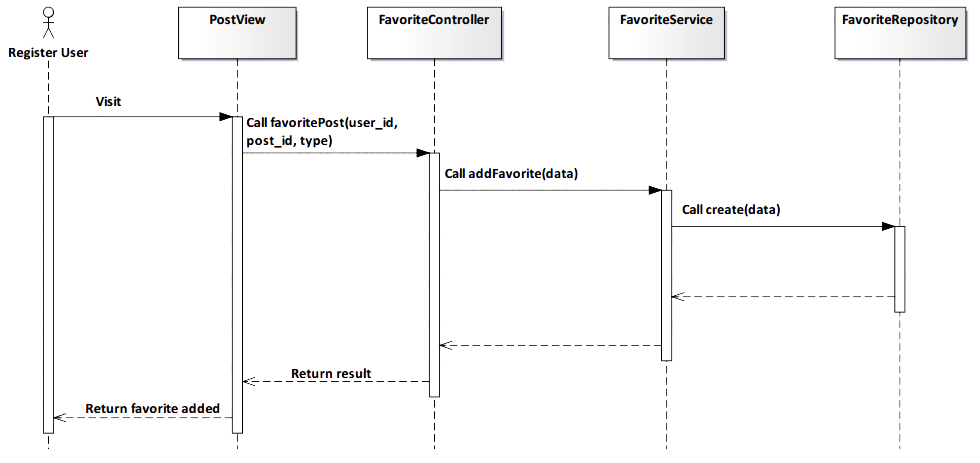 PostView
FavoriteController
FavoriteService
FavoriteRepository
Register User
Visit
Call favoritPost(user_id,
post_id, type)
Call addFavorite(data)
Call create(data)
Return result
Return favorite added